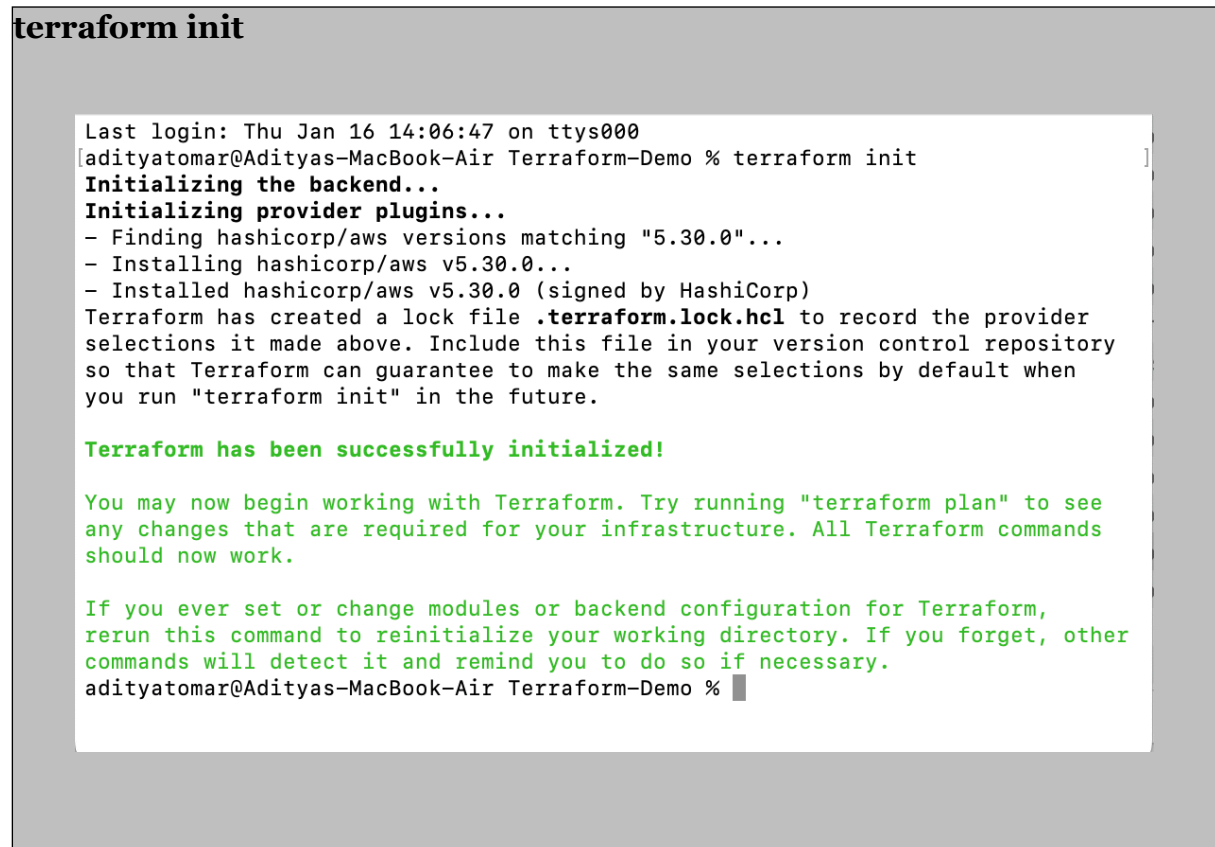 terraform init
Last login: Thu Jan 16 14:06:47 on ttys000
[adityatomar@Adityas-MacBook-Air Terraform-Demo % terraform init ]
Initializing the backend...
Initializing provider plugins...
- Finding hashicorp/aws versions matching "5.30.0"...
- Installing hashicorp/aws v5.30.0...
- Installed hashicorp/aws v5.30.0 (signed by HashiCorp)
Terraform has created a lock file .terraform.lock.hcl to record the provider
selections it made above. Include this file in your version control repository
so that Terraform can guarantee to make the same selections by default when
you run "terraform init" in the future.
Terraform has been successfully initialized!
You may now begin working with Terraform. Try running "terraform plan" to see
any changes that are required for your infrastructure. All Terraform commands
should now work.
If you ever set or change modules or backend configuration for Terraform,
rerun this command to reinitialize your working directory. If you forget, other
commands will detect it and remind you to do so if necessary.
adityatomar@Adityas-MacBook-Air Terraform-Demo %